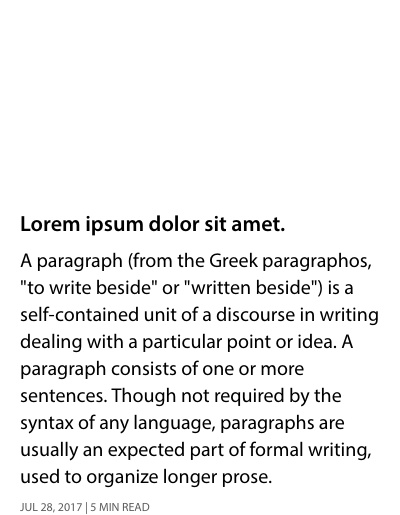 Lorem ipsum dolor sit amet.
A paragraph (from the Greek paragraphos,
"to write beside" or "written beside") is a
self-contained unit of a discourse in writing
dealing with a particular point or idea. A
paragraph consists of one or more
sentences. Though not required by the
syntax of any language, paragraphs are
usually an expected part of formal writing,
used to organize longer prose.
JUL 28, 2017 | 5 MIN READ